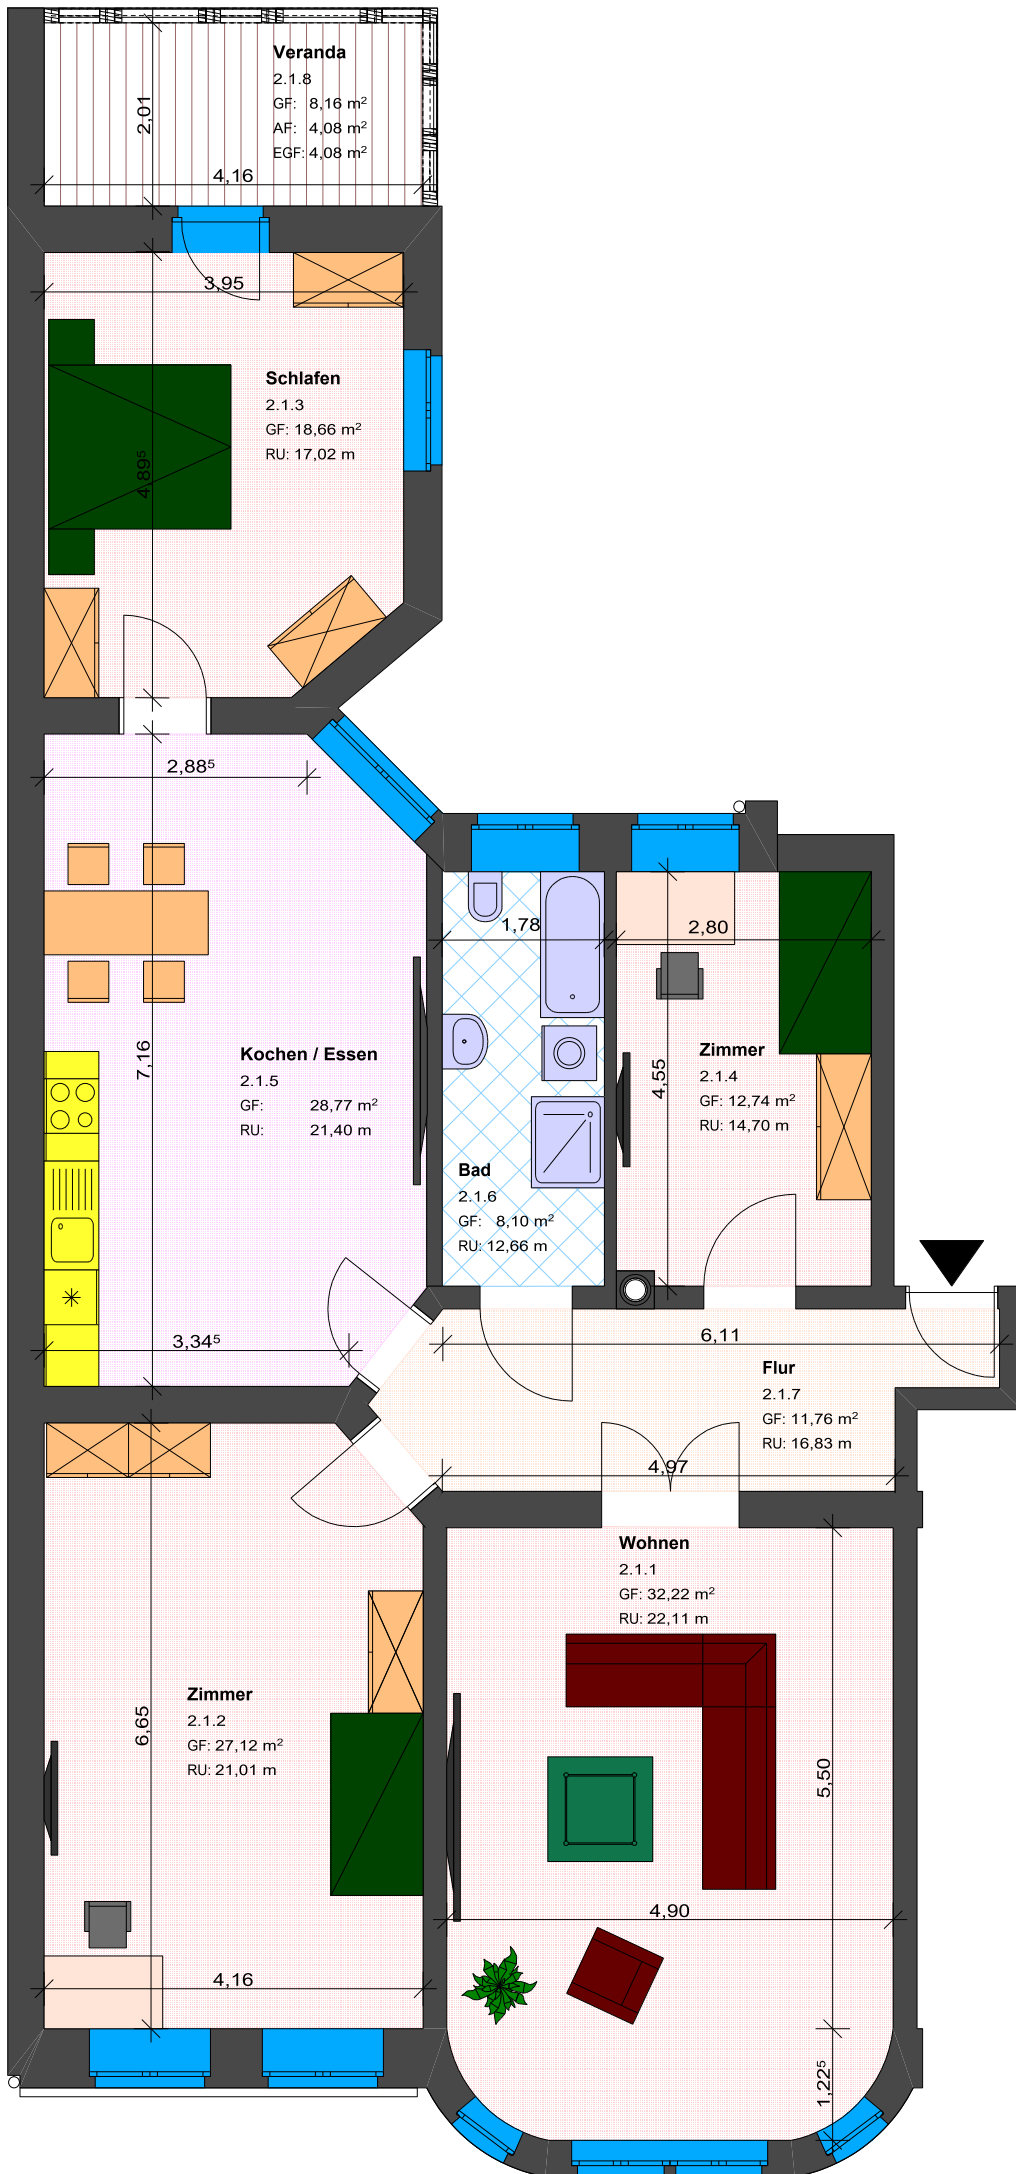 Veranda
2.1.8
GF: 8,16 m²
AF: 4,08 m²
EGF: 4,08 m²
2,01
4,16
3,95
Schlafen
2.1.3
GF: 18,66 m²
RU: 17,02 m
4,89⁵
2,88⁵
1,78
2,80
7,16
Kochen / Essen
2.1.5
GF: 28,77 m²
RU: 21,40 m
Zimmer
2.1.4
GF: 12,74 m²
RU: 14,70 m
4,55
Bad
2.1.6
GF: 8,10 m²
RU: 12,66 m
3,34⁵
6,11
Flur
2.1.7
GF: 11,76 m²
RU: 16,83 m
4,97
Wohnen
2.1.1
GF: 32,22 m²
RU: 22,11 m
Zimmer
2.1.2
GF: 27,12 m²
RU: 21,01 m
6,65
5,50
4,90
4,16
1,22⁵